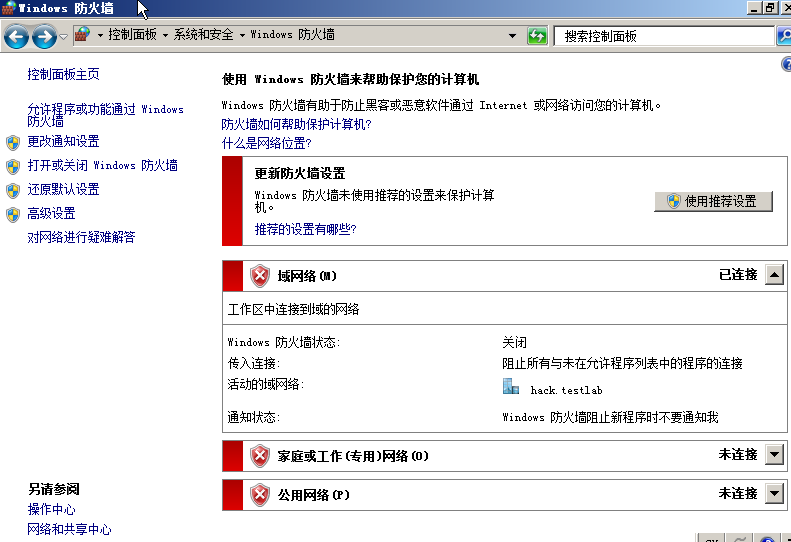 Windows 防火墙
控制面板 系统和安全 Windows 防火墙
搜索控制面板
控制面板主页
允许程序或功能通过 Windows
防火墙
更改通知设置
打开或关闭 Windows 防火墙
还原默认设置
高级设置
对网络进行疑难解答
另请参阅
操作中心
网络和共享中心
使用 Windows 防火墙来帮助保护您的计算机
Windows 防火墙有助于防止黑客或恶意软件通过 Internet 或网络访问您的计算机。
防火墙如何帮助保护计算机?
什么是网络位置?
更新防火墙设置
Windows 防火墙未使用推荐的设置来保护计算
机。
使用推荐设置
推荐的设置有哪些?
域网络(M) 已连接
工作区中连接到域的网络
Windows 防火墙状态: 关闭
传入连接: 阻止所有与未在允许程序列表中的程序的连接
活动的域网络: hack.testlab
通知状态: Windows 防火墙阻止新程序时不要通知我
家庭或工作(专用)网络(O) 未连接
公用网络(P) 未连接